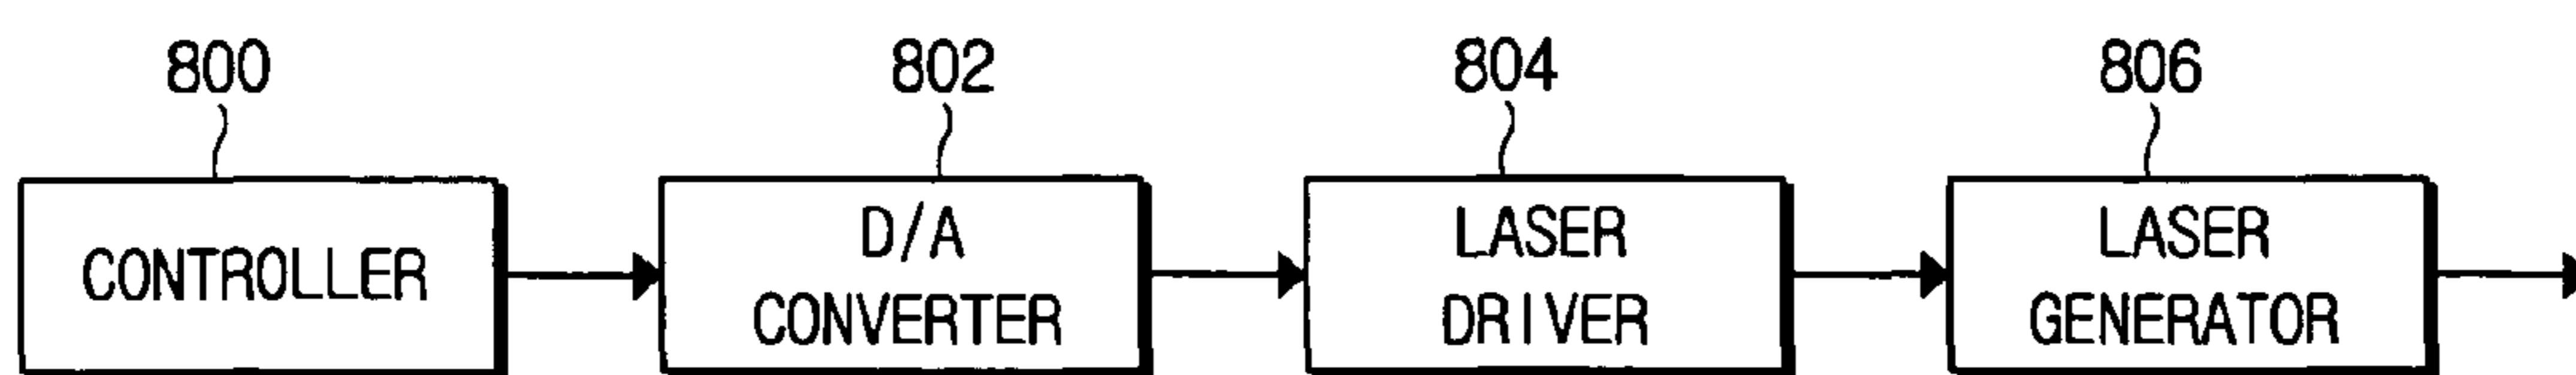 800
802
804
806
CONTROLLER
D/A
CONVERTER
LASER
DRIVER
LASER
GENERATOR